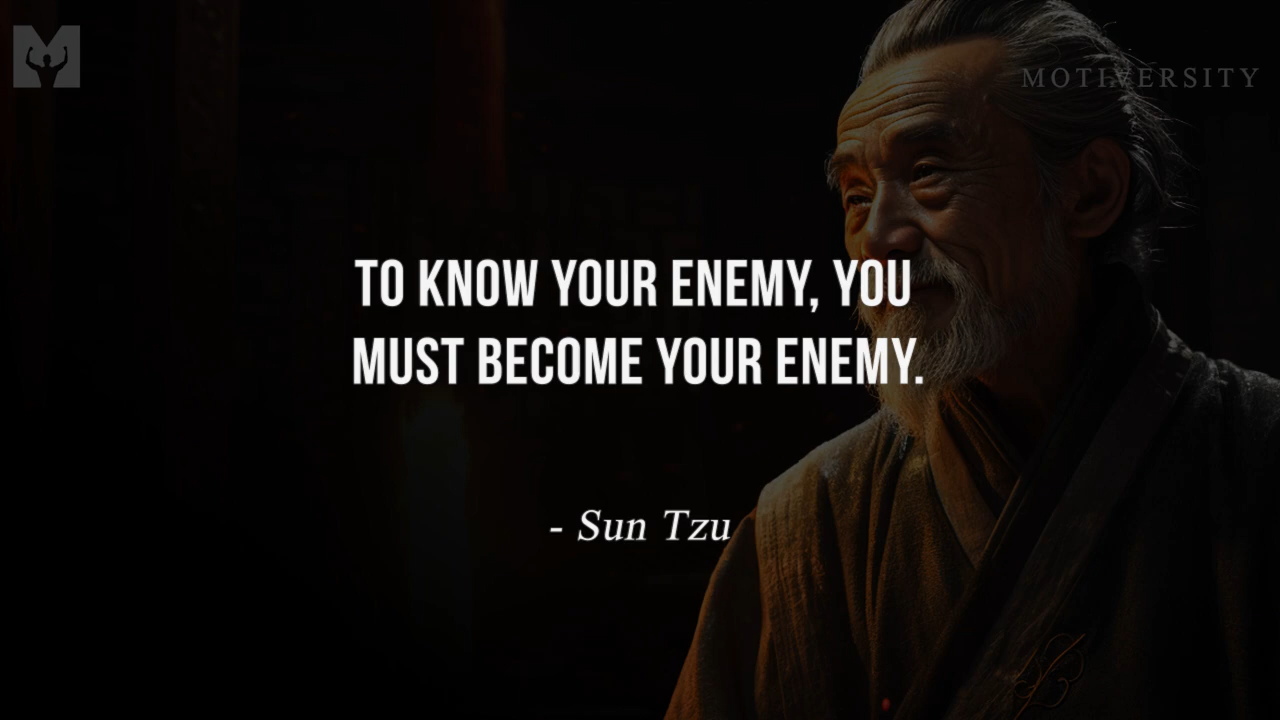 MOTIVERSITY
TO KNOW YOUR ENEMY, YOU
MUST BECOME YOUR ENEMY.
- Sun Tzu